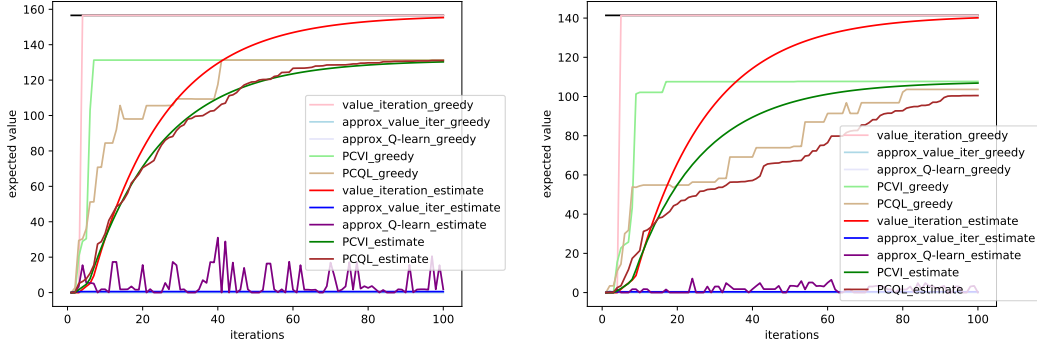 160
140
120
100
80
60
40
20
0
expected value
value_iteration_greedy
approx_value_iter_greedy
approx_Q-learn_greedy
PCVI_greedy
PCQL_greedy
value_iteration_estimate
approx_value_iter_estimate
approx_Q-learn_estimate
PCVI_estimate
PCQL_estimate
0 20 40 60 80 100
iterations
140
120
100
80
60
40
20
0
expected value
value_iteration_greedy
approx_value_iter_greedy
approx_Q-learn_greedy
PCVI_greedy
PCQL_greedy
value_iteration_estimate
approx_value_iter_estimate
approx_Q-learn_estimate
PCVI_estimate
PCQL_estimate
0 20 40 60 80 100
iterations